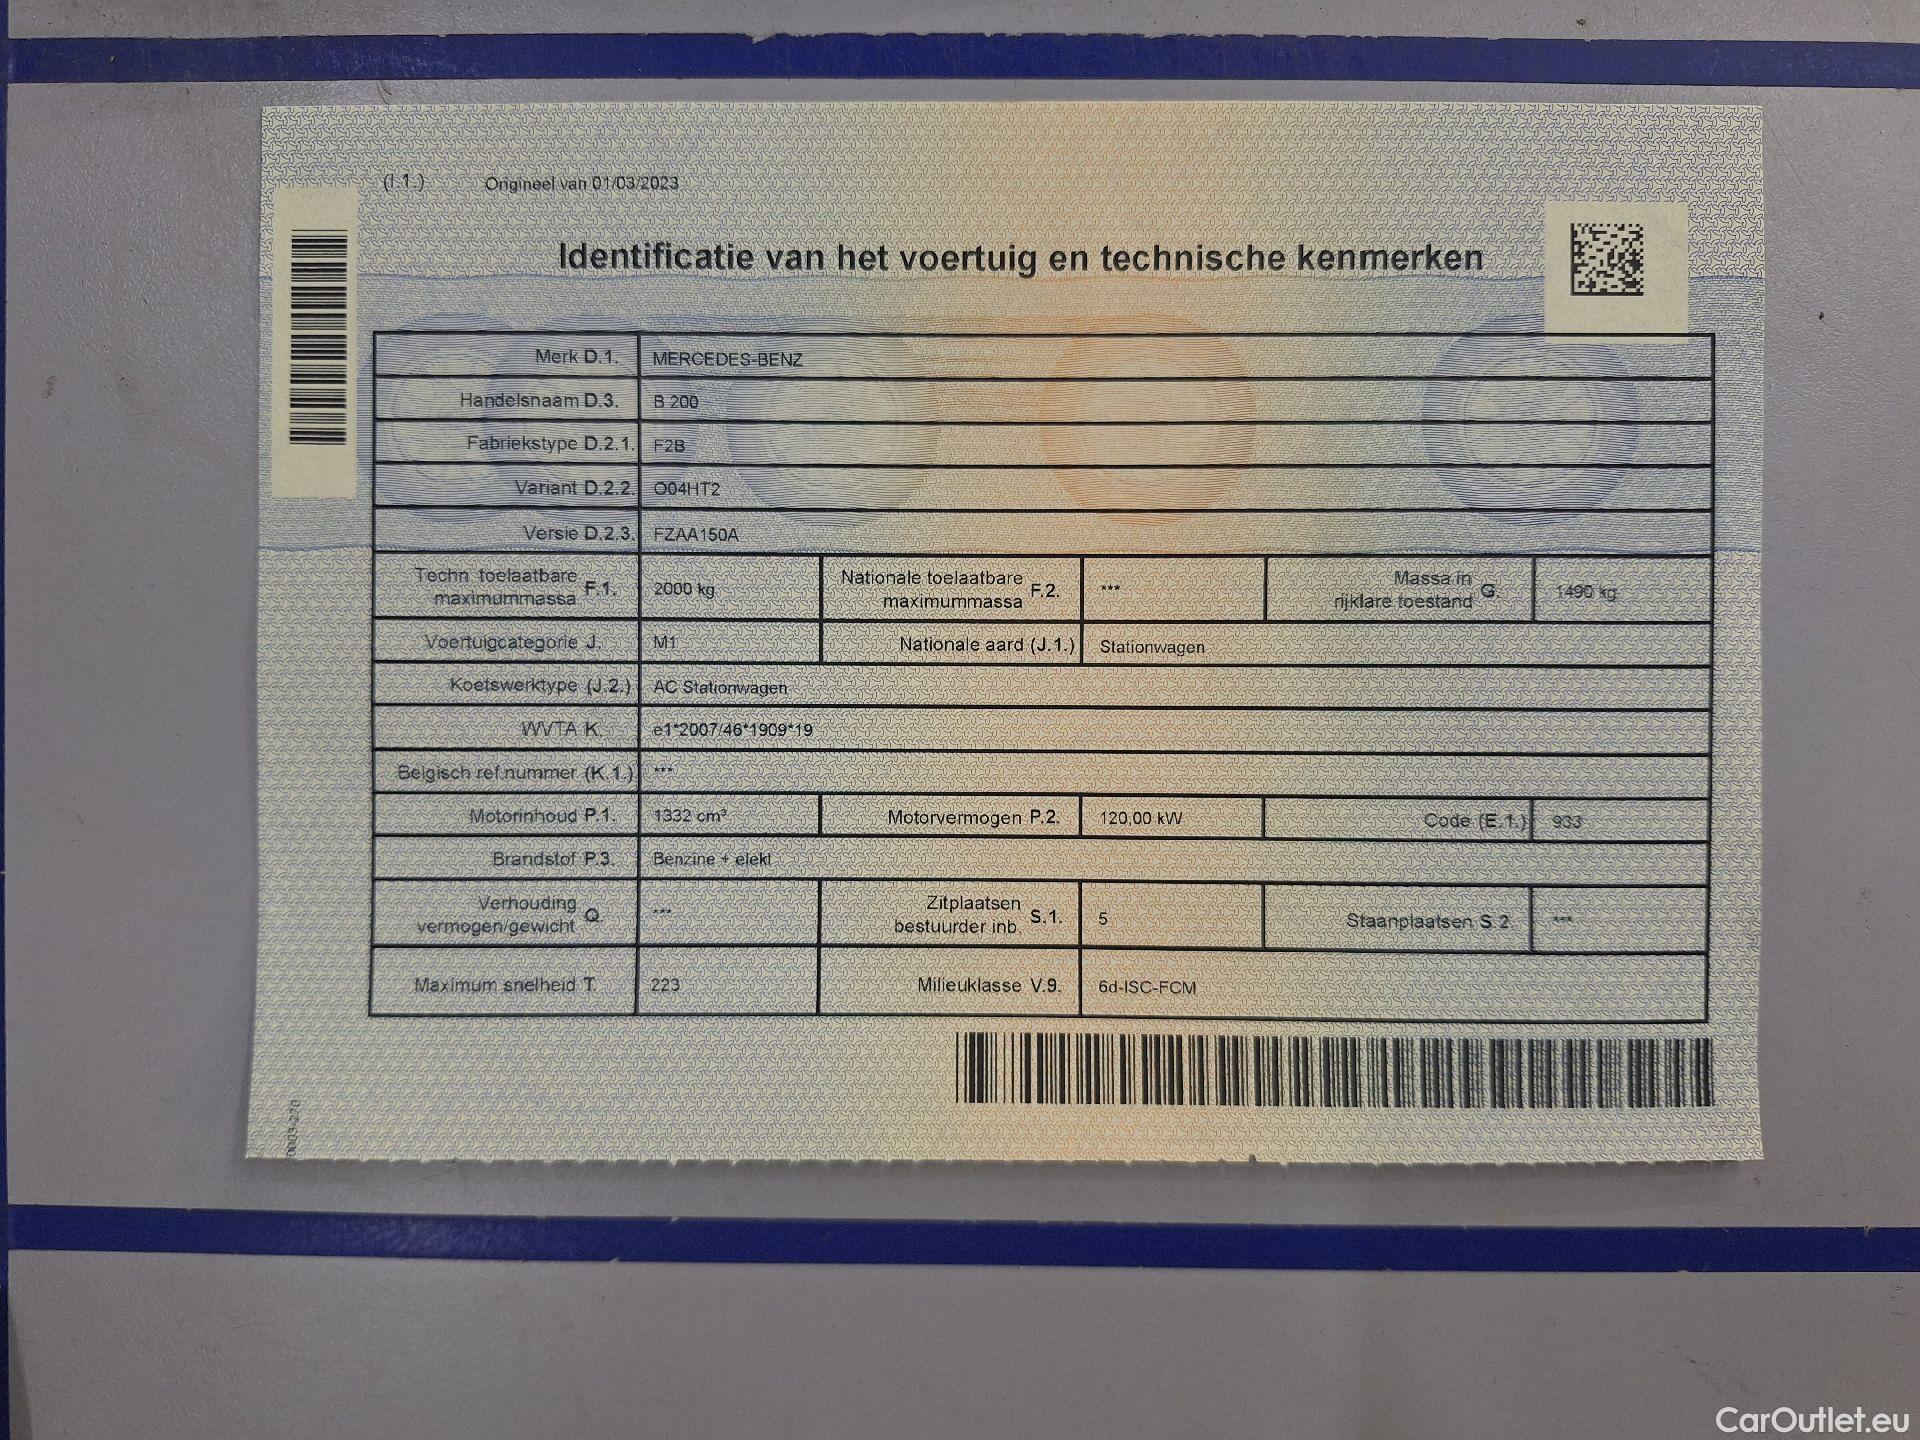 (I.1.) Origineel van 01/03/2023
Identificatie van het voertuig en technische kenmerken
Merk D.1. MERCEDES-BENZ
Handelsnaam D.3. B 200
Fabriekstype D.2.1. F2B
Variant D.2.2. O04HT2
Versie D.2.3. FZAA150A
Techn. toelaatbare maximummassa F.1. 2000 kg Nationale toelaatbare maximummassa F.2. *** Massa in rijklare toestand G. 1490 kg
Voertuigcategorie J. M1 Nationale aard (J.1.) Stationwagen
Koetswerktype (J.2.) AC Stationwagen
WVTA K. e1*2007/46*1909*19
Belgisch ref.nummer (K.1.) ***
Motorinhoud P.1. 1332 cm³ Motorvermogen P.2. 120,00 kW Code (E.1.) 933
Brandstof P.3. Benzine + elekt
Verhouding vermogen/gewicht Q. *** Zitplaatsen bestuurder inb. S.1. 5 Staanplaatsen S.2. ***
Maximum snelheid T. 223 Milieuklasse V.9. 6d-ISC-FCM
CarOutlet.eu